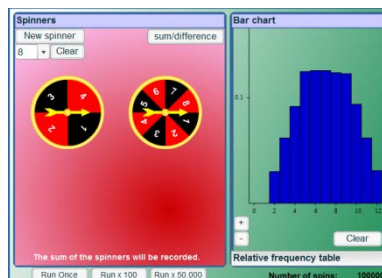 Spinners
New spinner
sum/difference
8
Clear
3
4
2
1
6
7
5
8
4
1
3
2
The sum of the spinners will be recorded.
Run Once
Run x 100
Run x 50,000
Bar chart
0.1
0 2 4 6 8 10 12
+
-
Clear
Relative frequency table
Number of spins: